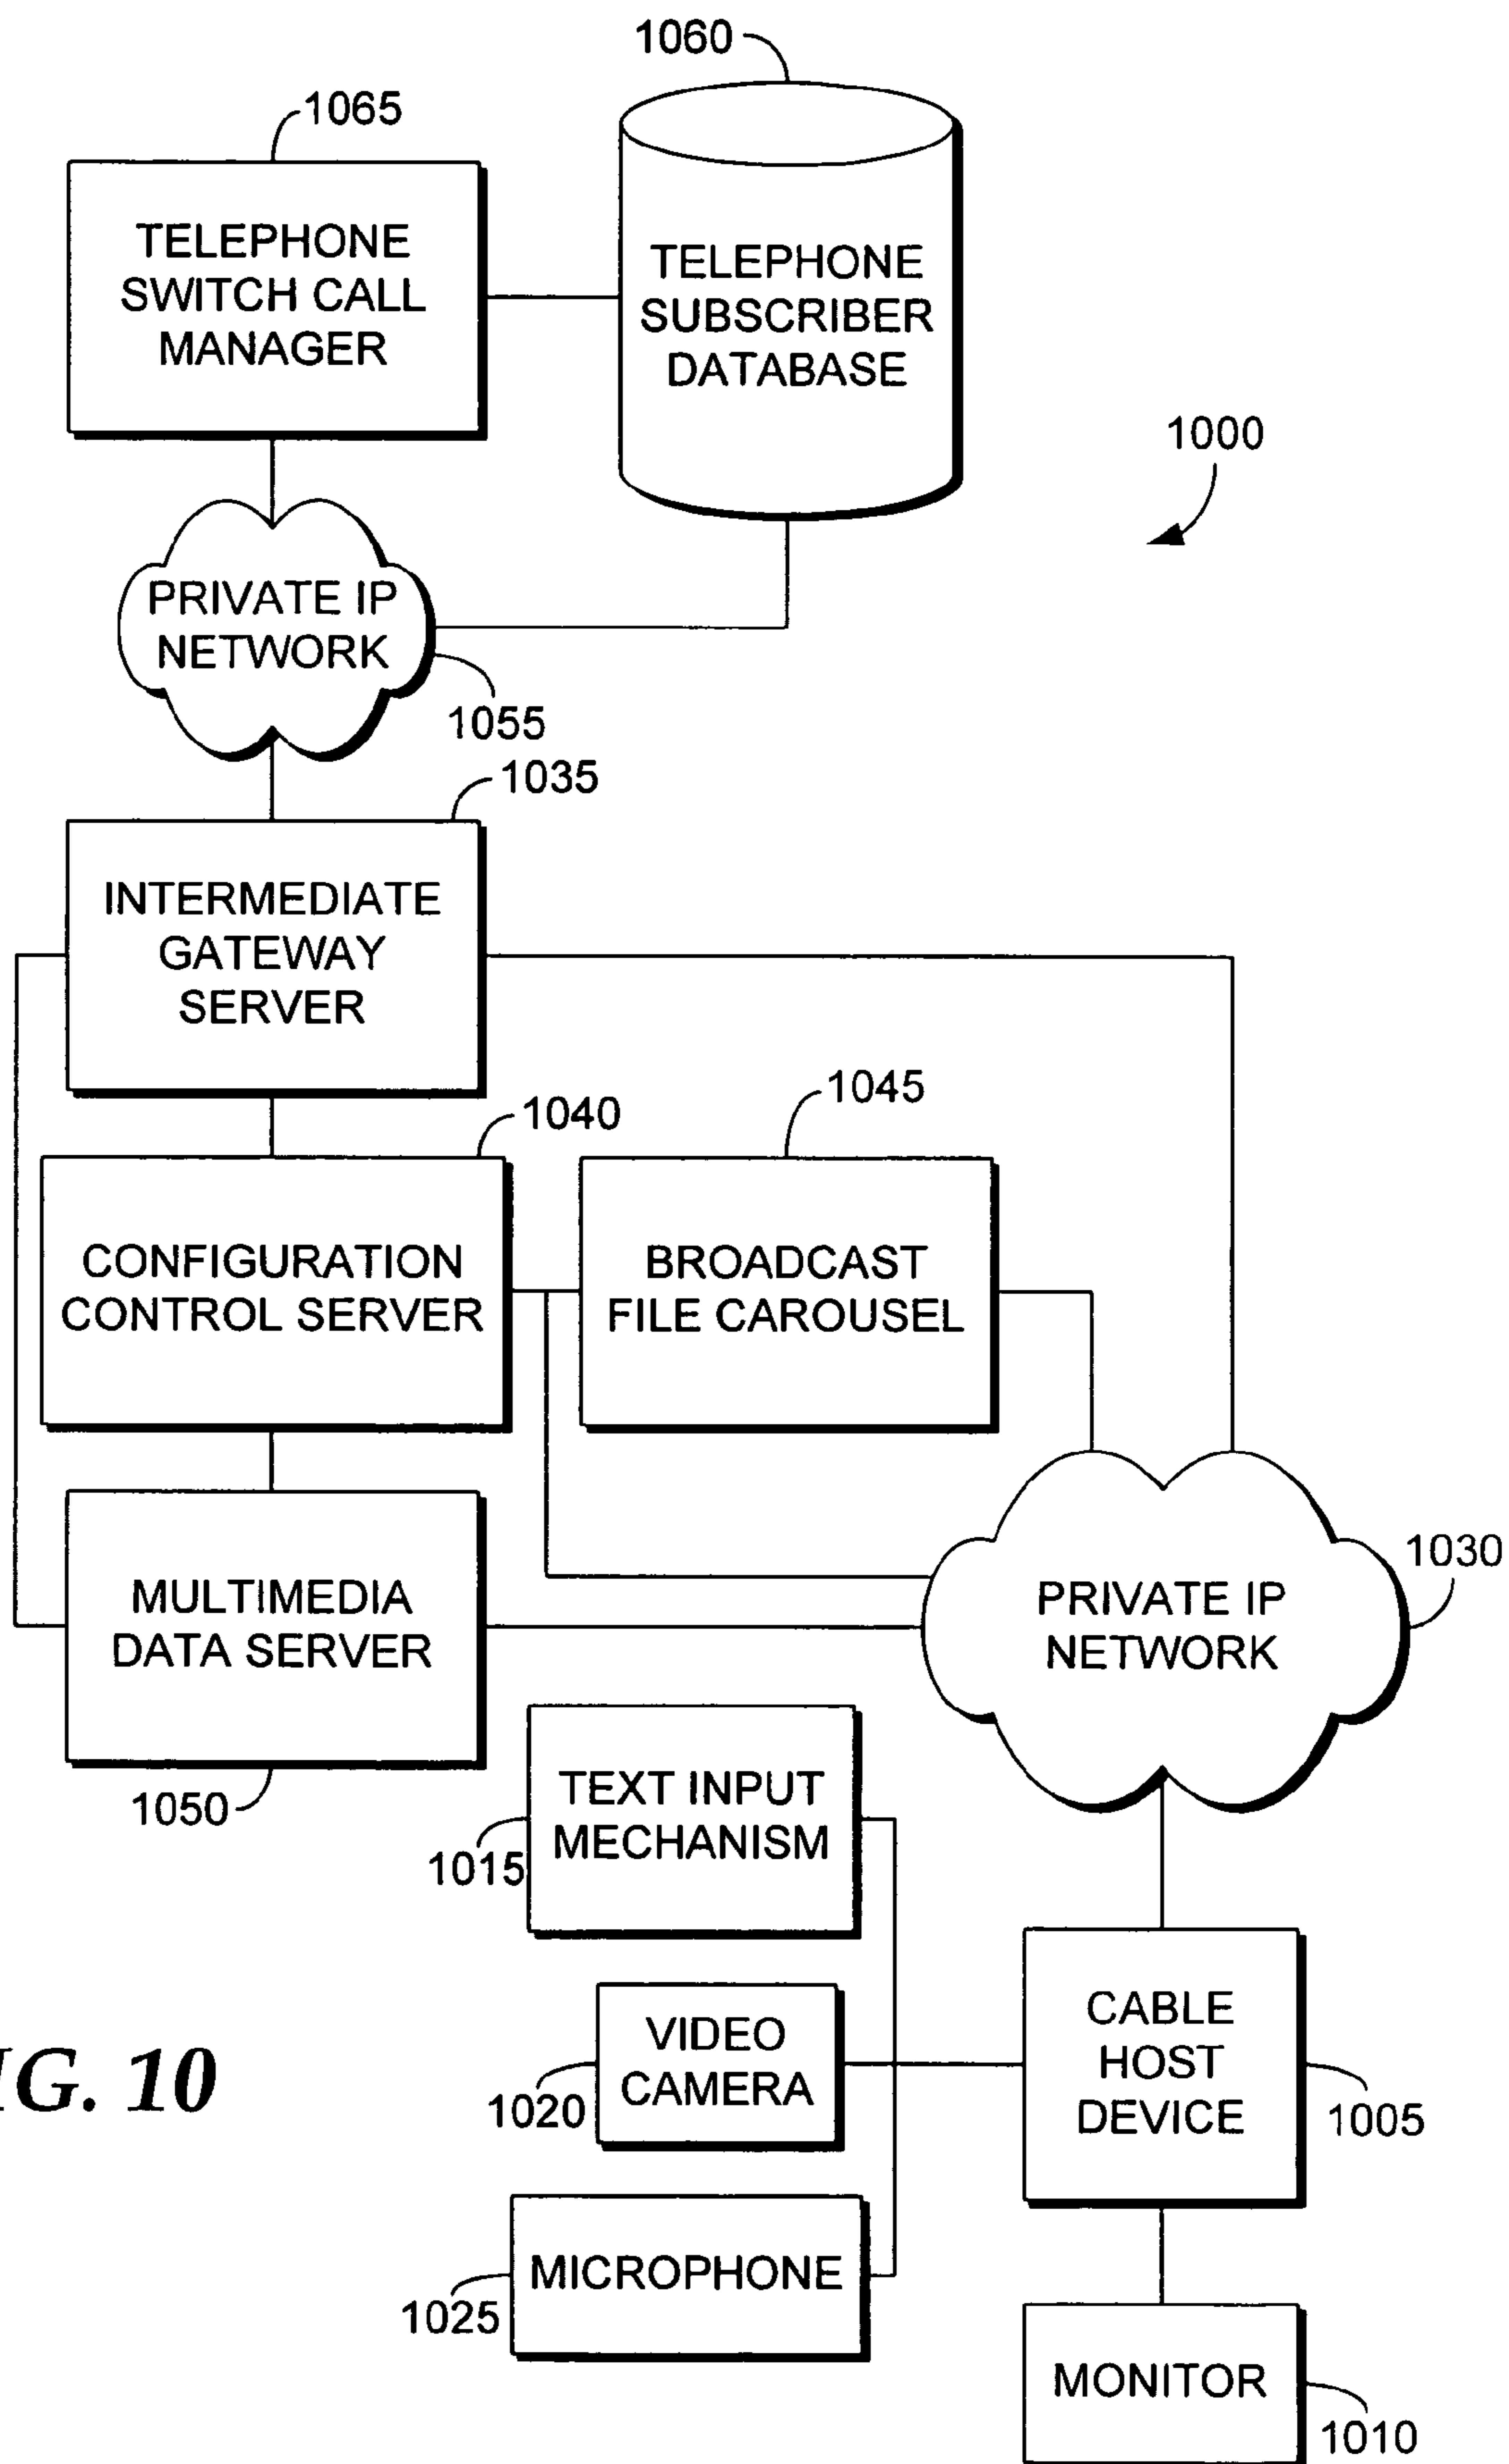 1060
1065
TELEPHONE
SWITCH CALL
MANAGER
TELEPHONE
SUBSCRIBER
DATABASE
1000
PRIVATE IP
NETWORK
1055
1035
INTERMEDIATE
GATEWAY
SERVER
1045
1040
CONFIGURATION
CONTROL SERVER
BROADCAST
FILE CAROUSEL
1030
MULTIMEDIA
DATA SERVER
PRIVATE IP
NETWORK
1050
TEXT INPUT
MECHANISM
1015
CABLE
HOST
DEVICE
VIDEO
CAMERA
1020
1005
IG. 10
MICROPHONE
1025
MONITOR
1010